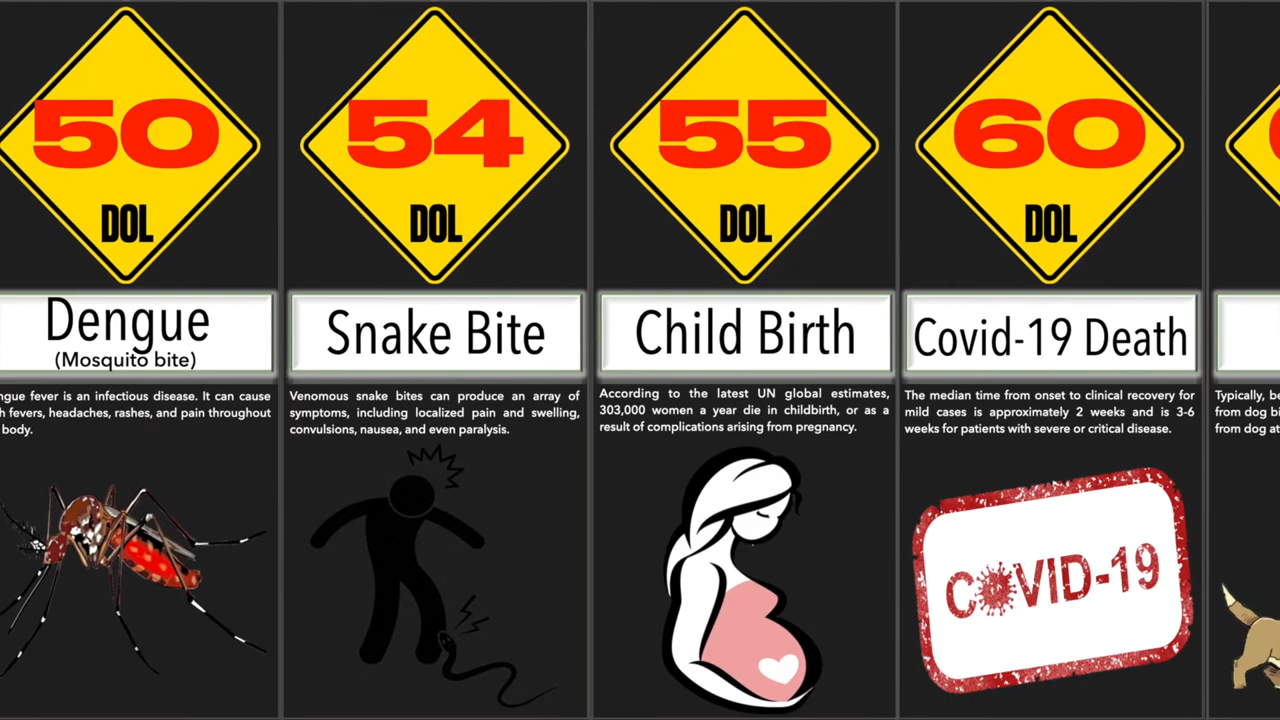 50
DOL
Dengue
(Mosquito bite)
ngue fever is an infectious disease. It can cause
h fevers, headaches, rashes, and pain throughout
body.
54
DOL
Snake Bite
Venomous snake bites can produce an array of
symptoms, including localized pain and swelling,
convulsions, nausea, and even paralysis.
55
DOL
Child Birth
According to the latest UN global estimates,
303,000 women a year die in childbirth, or as a
result of complications arising from pregnancy.
60
DOL
Covid-19 Death
The median time from onset to clinical recovery for
mild cases is approximately 2 weeks and is 3-6
weeks for patients with severe or critical disease.
COVID-19
Typically, be
from dog bi
from dog at